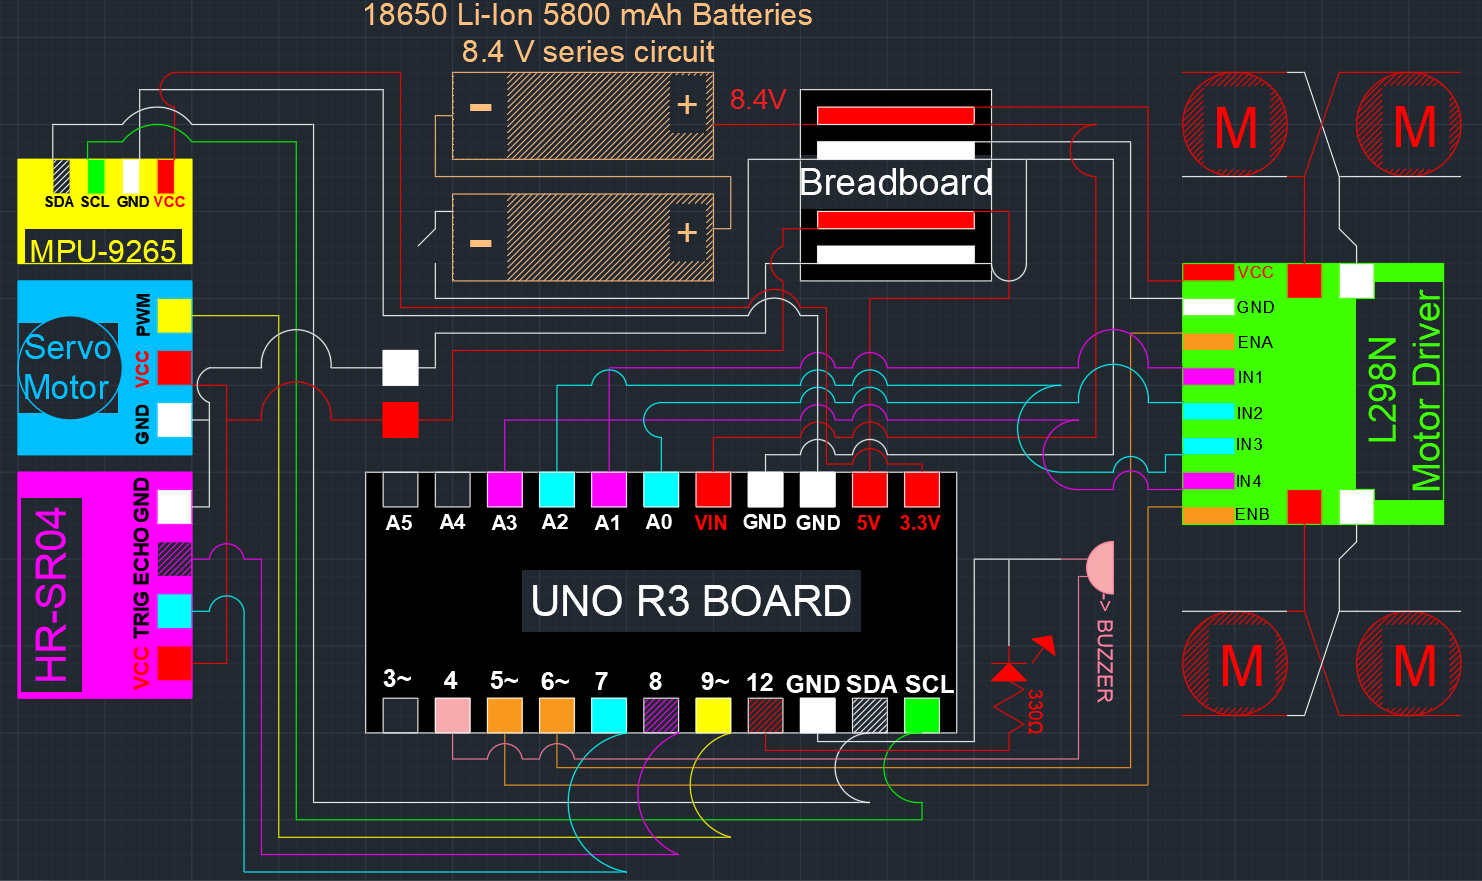 18650 Li-Ion 5800 mAh Batteries
8.4 V series circuit
- +
8.4V
- +
Breadboard
M M
SDA SCL GND VCC
MPU-9265
PWM
VCC
GND
Servo
Motor
GND
ECHO
TRIG
VCC
HR-SR04
VCC
GND
ENA
IN1
IN2
IN3
IN4
ENB
L298N
Motor Driver
A5 A4 A3 A2 A1 A0 VIN GND GND 5V 3.3V
UNO R3 BOARD
3~ 4 5~ 6~ 7 8 9~ 12 GND SDA SCL
330Ω
-> BUZZER
M M